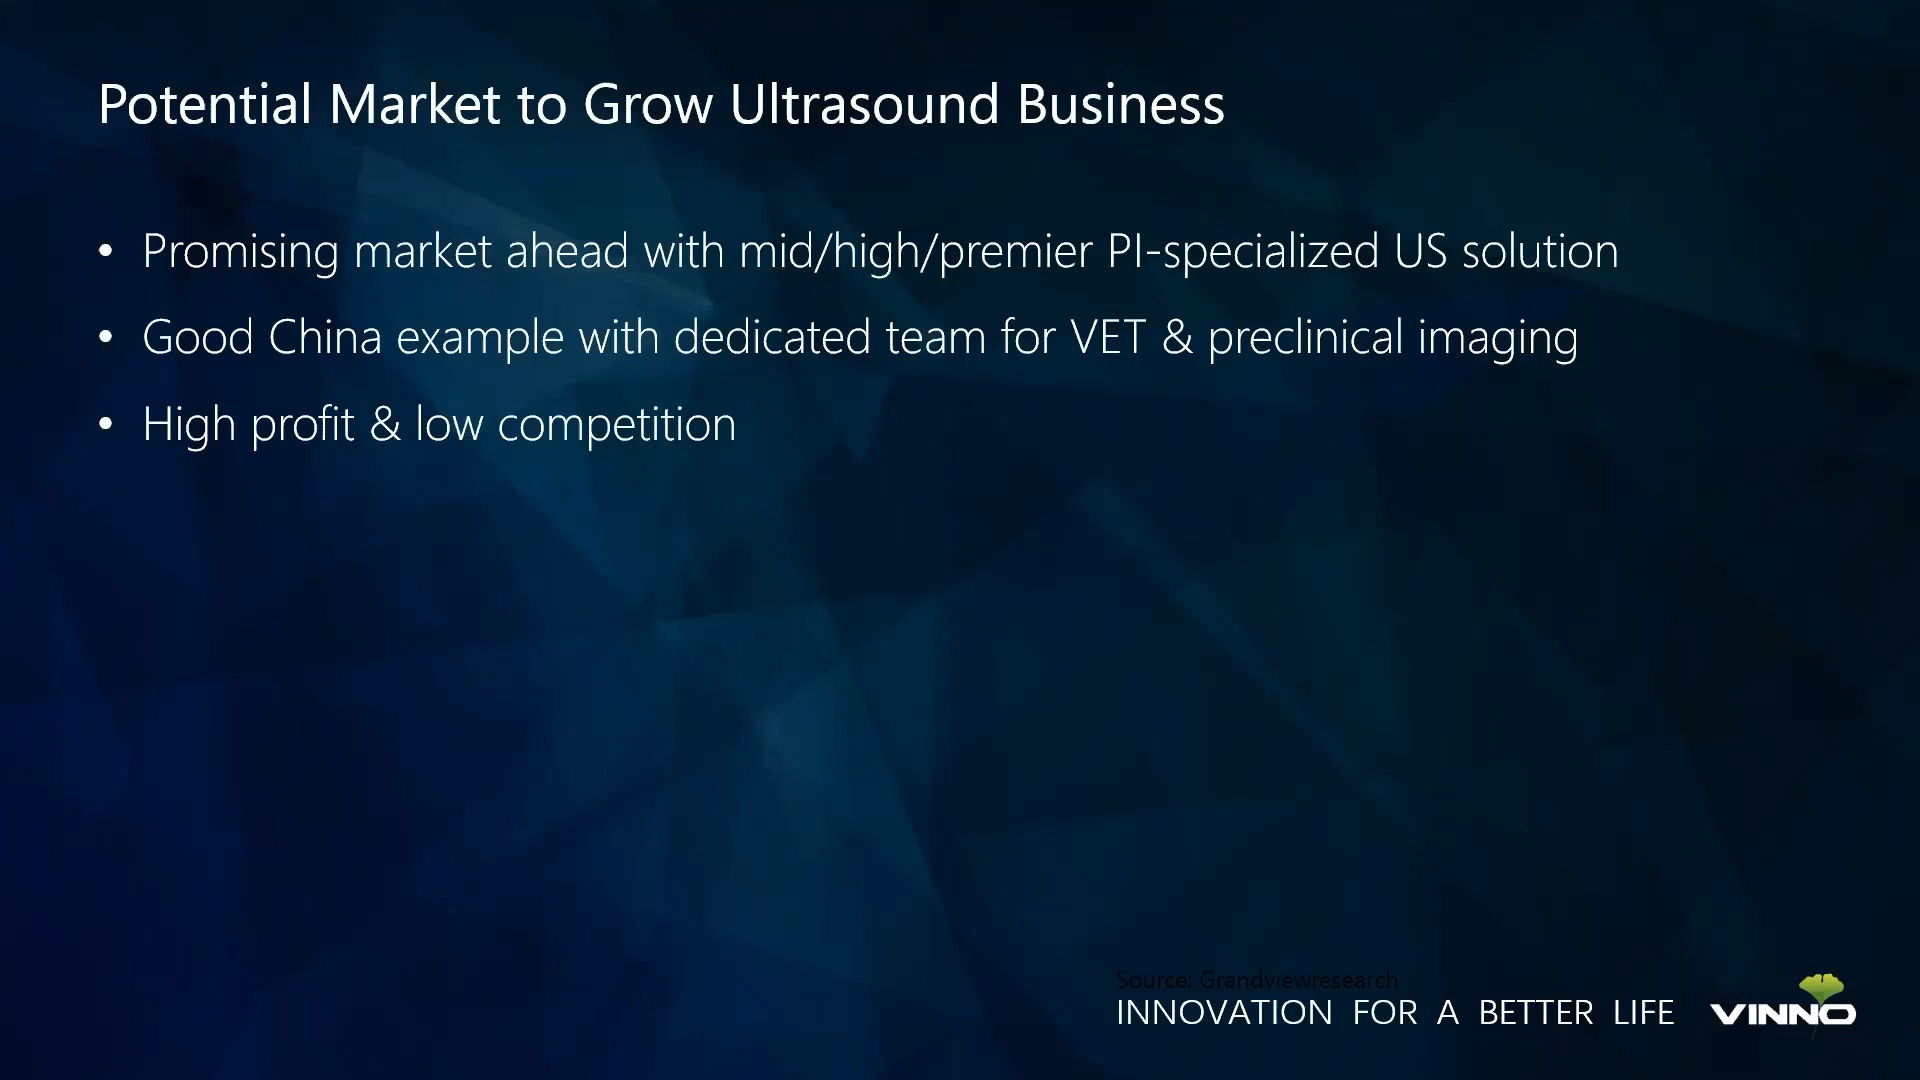 Potential Market to Grow Ultrasound Business
• Promising market ahead with mid/high/premier PI-specialized US solution
• Good China example with dedicated team for VET & preclinical imaging
• High profit & low competition
Source: Grandviewresearch
INNOVATION FOR A BETTER LIFE
VINNO